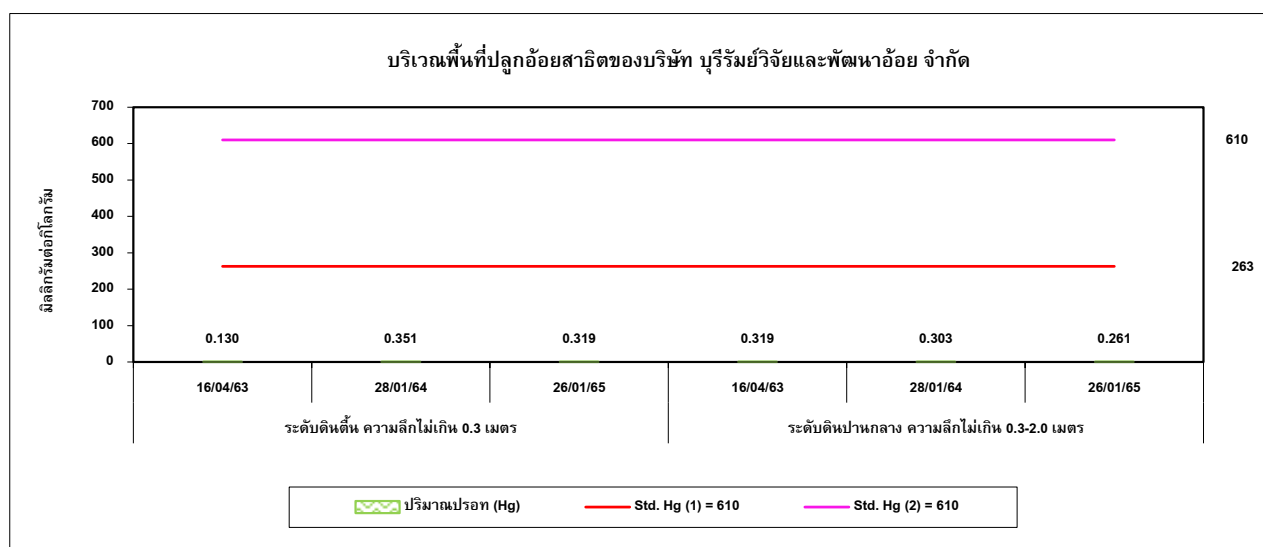 บริเวณพื้นที่ปลูกอ้อยสาธิตของบริษัท บุรีรัมย์วิจัยและพัฒนาอ้อย จำกัด
มิลลิกรัมต่อกิโลกรัม
700
600
500
400
300
200
100
0
610
263
0.130 0.351 0.319 0.319 0.303 0.261
16/04/63 28/01/64 26/01/65 16/04/63 28/01/64 26/01/65
ระดับดินตื้น ความลึกไม่เกิน 0.3 เมตร ระดับดินปานกลาง ความลึกไม่เกิน 0.3-2.0 เมตร
ปริมาณปรอท (Hg) Std. Hg (1) = 610 Std. Hg (2) = 610